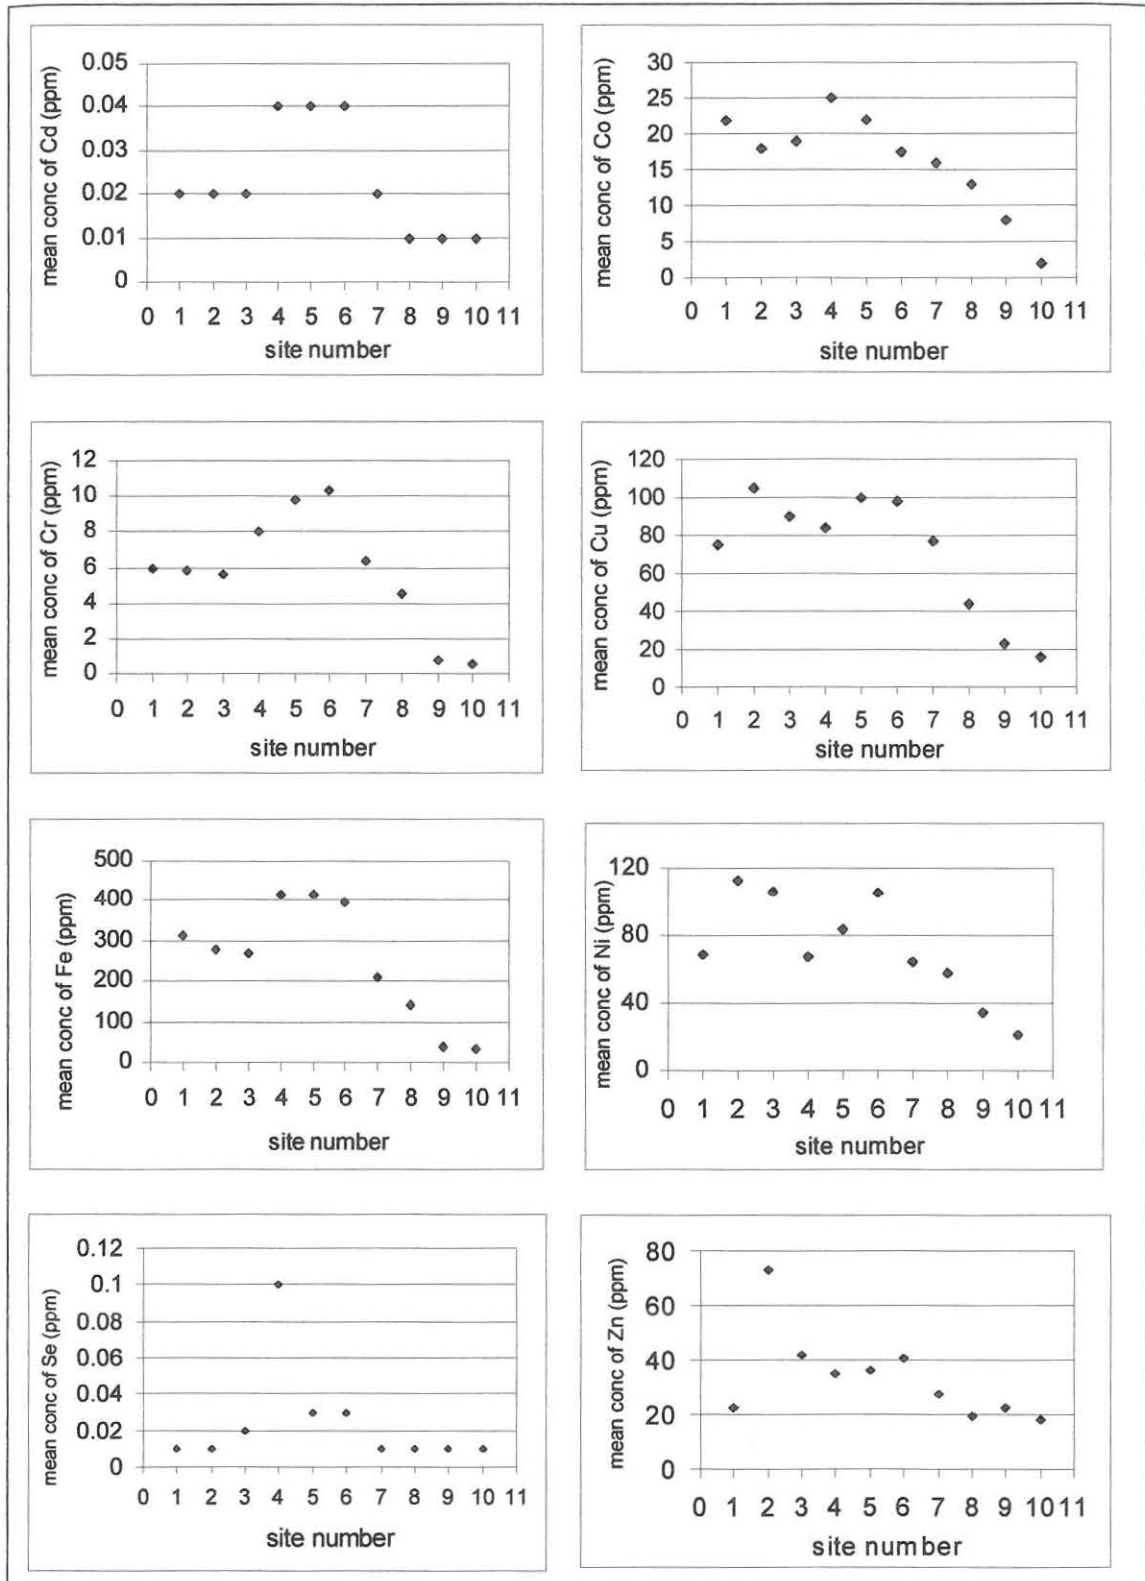 mean conc of Cd (ppm)
0.05
0.04
0.03
0.02
0.01
0
0 1 2 3 4 5 6 7 8 9 10 11
site number
mean conc of Co (ppm)
30
25
20
15
10
5
0
0 1 2 3 4 5 6 7 8 9 10 11
site number
mean conc of Cr (ppm)
12
10
8
6
4
2
0
0 1 2 3 4 5 6 7 8 9 10 11
site number
mean conc of Cu (ppm)
120
100
80
60
40
20
0
0 1 2 3 4 5 6 7 8 9 10 11
site number
mean conc of Fe (ppm)
500
400
300
200
100
0
0 1 2 3 4 5 6 7 8 9 10 11
site number
mean conc of Ni (ppm)
120
80
40
0
0 1 2 3 4 5 6 7 8 9 10 11
site number
mean conc of Se (ppm)
0.12
0.1
0.08
0.06
0.04
0.02
0
0 1 2 3 4 5 6 7 8 9 10 11
site number
mean conc of Zn (ppm)
80
60
40
20
0
0 1 2 3 4 5 6 7 8 9 10 11
site number